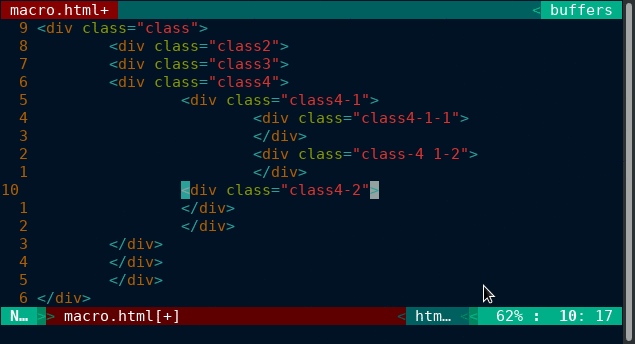 macro.html+ < buffers
9 <div class="class">
8 <div class="class2">
7 <div class="class3">
6 <div class="class4">
5 <div class="class4-1">
4 <div class="class4-1-1">
3 </div>
2 <div class="class-4 1-2">
1 </div>
10 <div class="class4-2">
1 </div>
2 </div>
3 </div>
4 </div>
5 </div>
6 </div>
N… > > macro.html[+] < htm… < < 62% : 10: 17